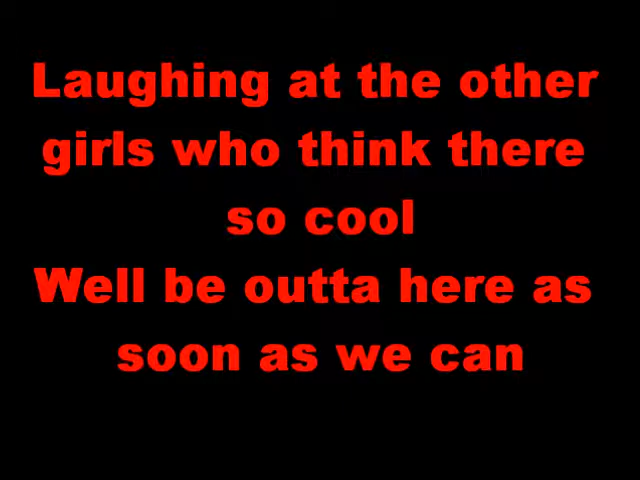 Laughing at the other
girls who think there
so cool
Well be outta here as
soon as we can